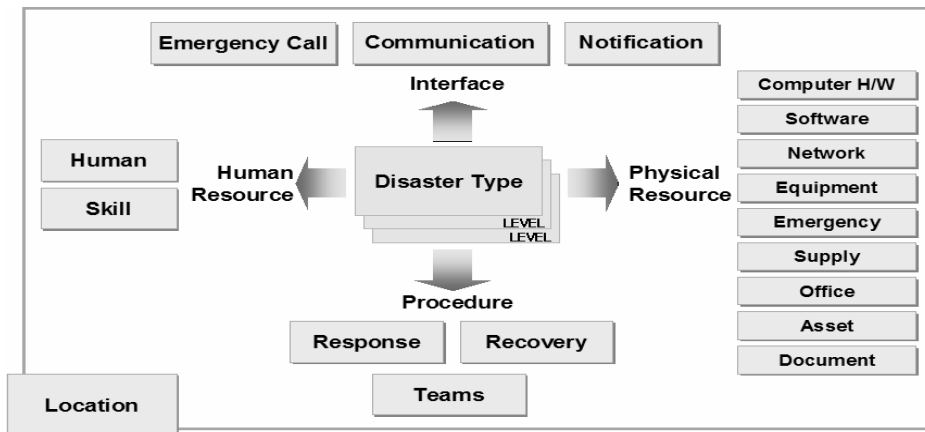 Emergency Call
Communication
Notification
Interface
Computer H/W
Software
Network
Equipment
Emergency
Supply
Office
Asset
Document
Human
Skill
Human
Resource
Disaster Type
LEVEL
LEVEL
Physical
Resource
Procedure
Response
Recovery
Teams
Location